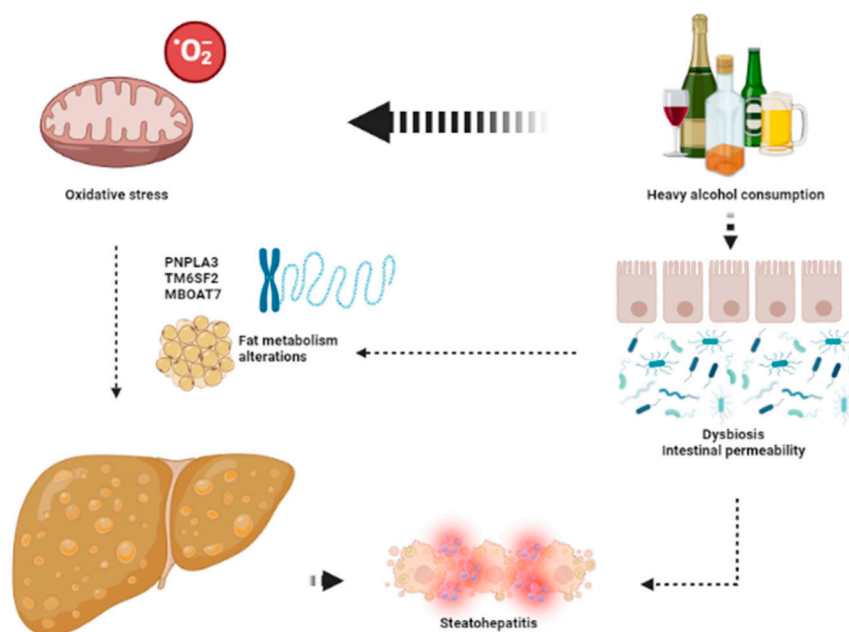 •O₂⁻
Oxidative stress
Heavy alcohol consumption
PNPLA3
TM6SF2
MBOAT7
Fat metabolism
alterations
Dysbiosis
Intestinal permeability
Steatohepatitis